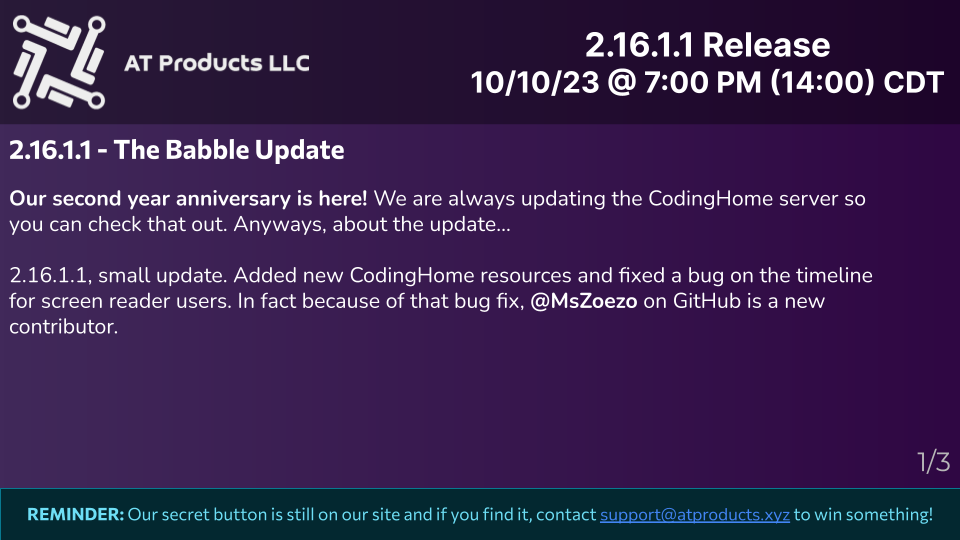 AT Products LLC
2.16.1.1 Release
10/10/23 @ 7:00 PM (14:00) CDT
2.16.1.1 - The Babble Update
Our second year anniversary is here! We are always updating the CodingHome server so
you can check that out. Anyways, about the update...
2.16.1.1, small update. Added new CodingHome resources and fixed a bug on the timeline
for screen reader users. In fact because of that bug fix, @MsZoezo on GitHub is a new
contributor.
1/3
REMINDER: Our secret button is still on our site and if you find it, contact support@atproducts.xyz to win something!